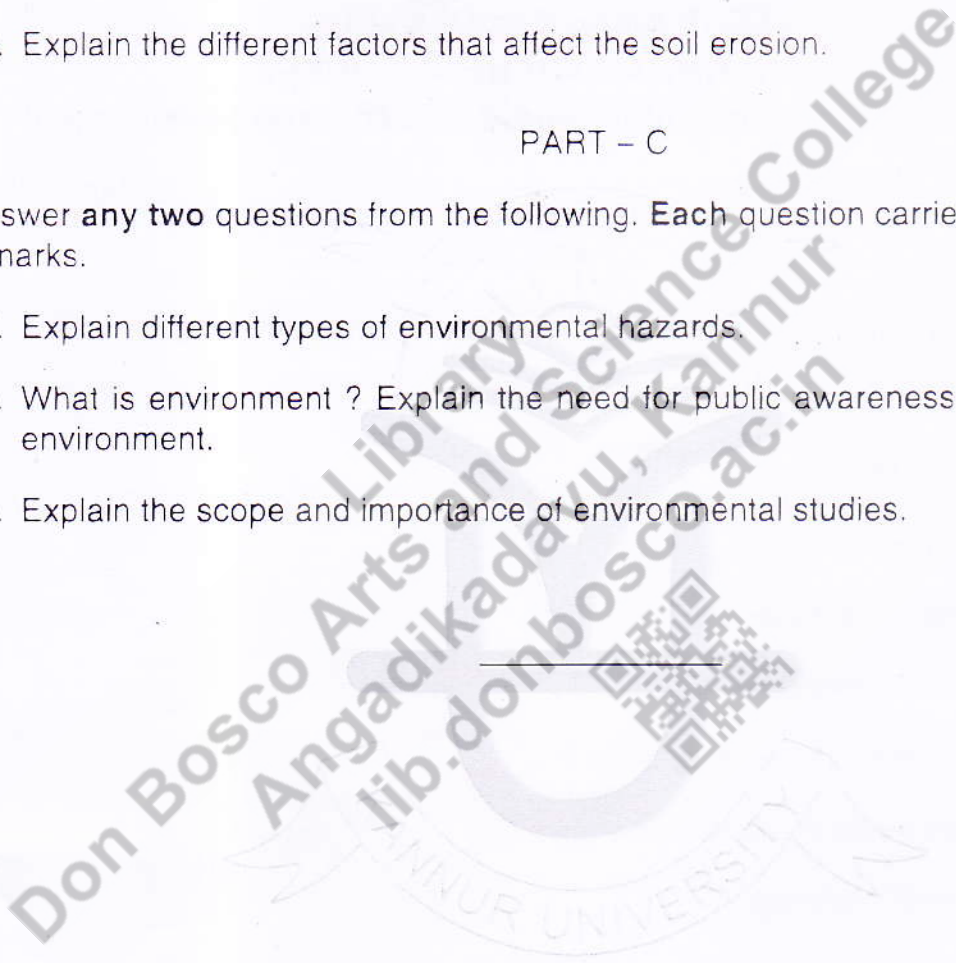 . Explain the different factors that affect the soil erosion.
PART – C
swer any two questions from the following. Each question carrie
narks.
. Explain different types of environmental hazards.
. What is environment ? Explain the need for public awareness
environment.
. Explain the scope and importance of environmental studies.
Library
Don Bosco Arts and Science College
Angadikadavu, Kannur
lib.donbosco.ac.in
NNUR UNIVERSITY